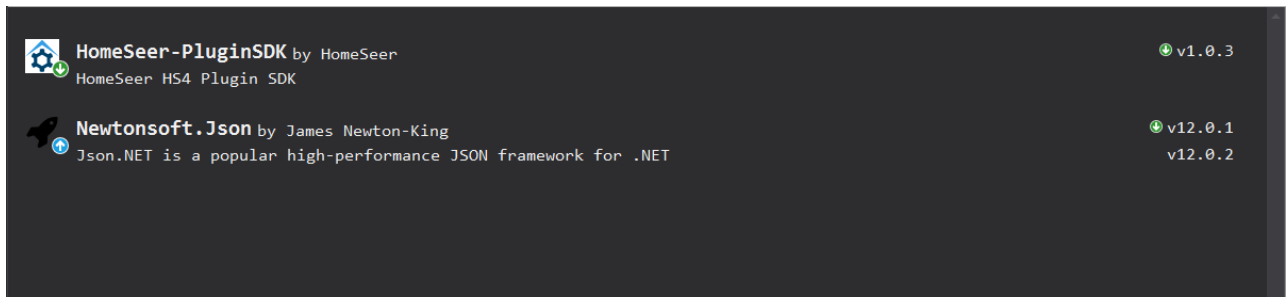 HomeSeer-PluginSDK by HomeSeer v1.0.3
HomeSeer HS4 Plugin SDK
Newtonsoft.Json by James Newton-King v12.0.1
Json.NET is a popular high-performance JSON framework for .NET v12.0.2